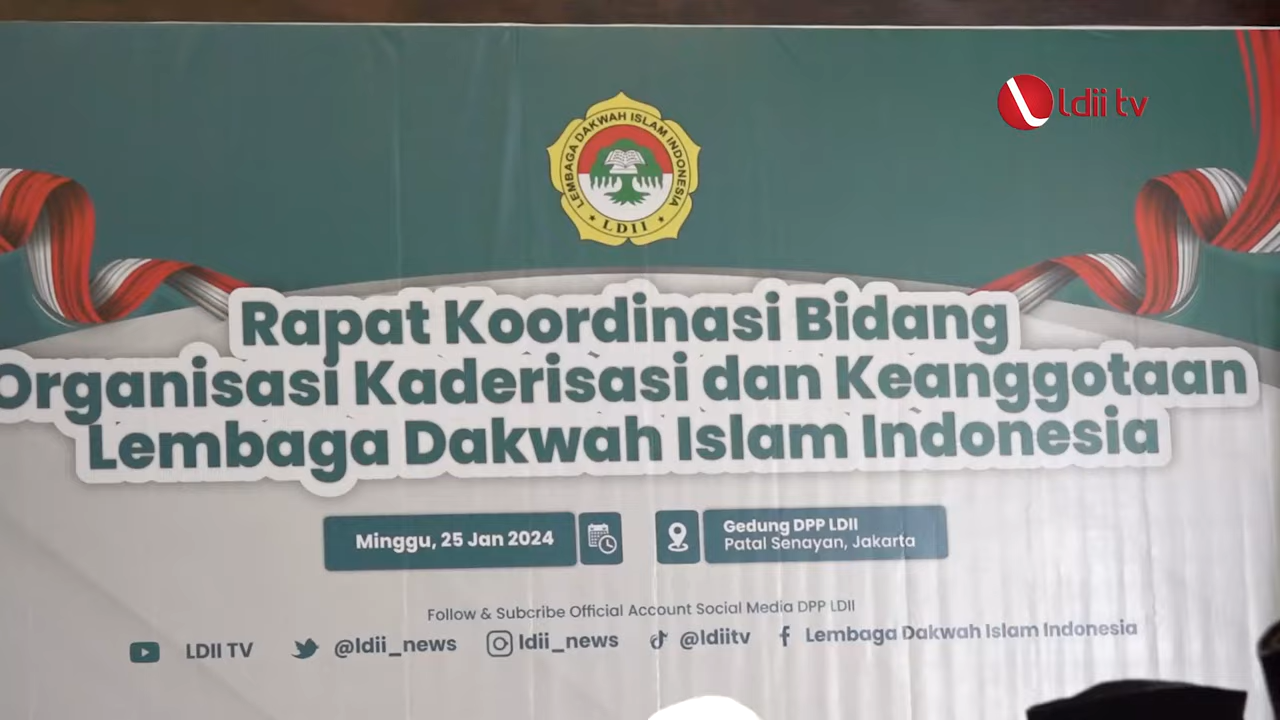 ldii tv
LEMBAGA DAKWAH ISLAM INDONESIA
LDII
Rapat Koordinasi Bidang
Organisasi Kaderisasi dan Keanggotaan
Lembaga Dakwah Islam Indonesia
Minggu, 25 Jan 2024
Gedung DPP LDII
Patal Senayan, Jakarta
Follow & Subcribe Official Account Social Media DPP LDII
LDII TV @ldii_news ldii_news @ldiitv Lembaga Dakwah Islam Indonesia